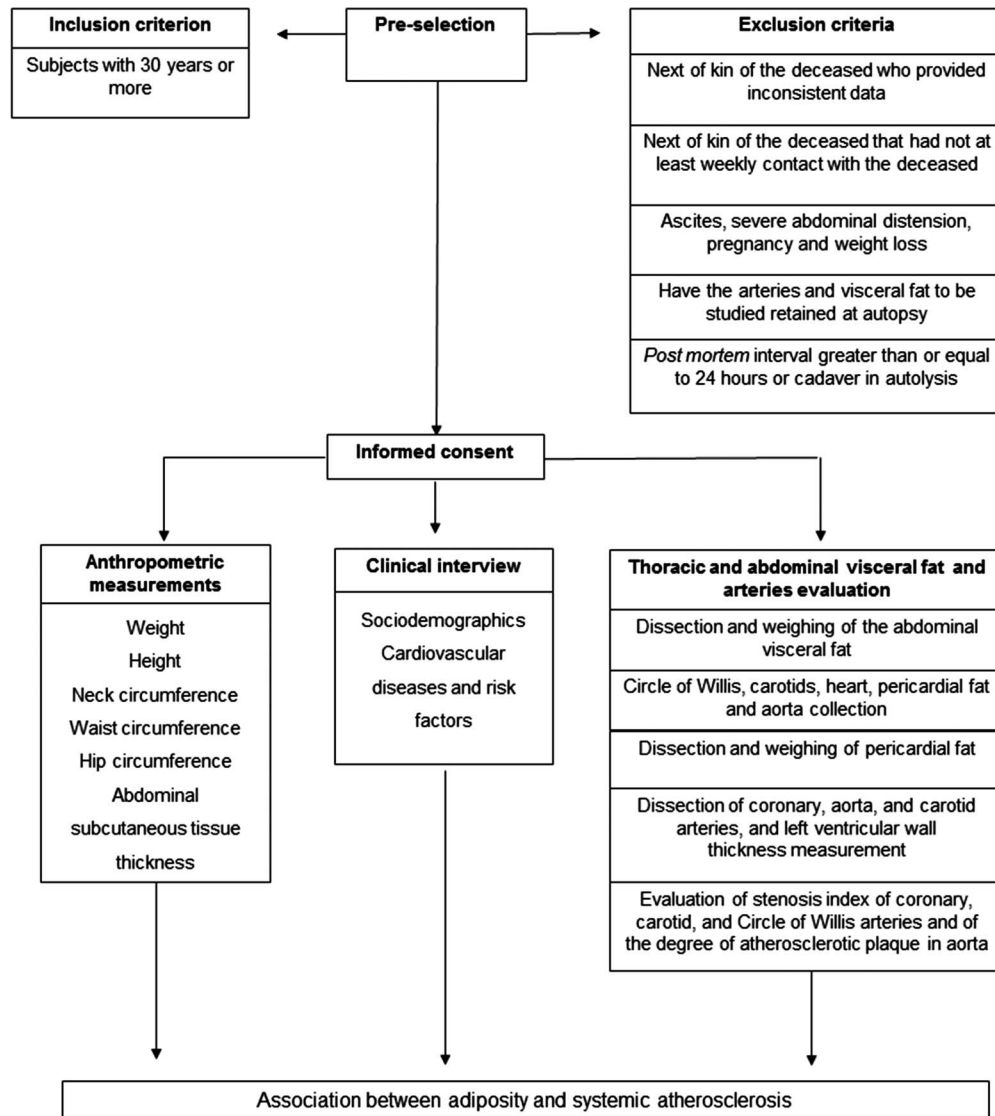 Inclusion criterion
Subjects with 30 years or
more
Pre-selection
Exclusion criteria
Next of kin of the deceased who provided
inconsistent data
Next of kin of the deceased that had not at
least weekly contact with the deceased
Ascites, severe abdominal distension,
pregnancy and weight loss
Have the arteries and visceral fat to be
studied retained at autopsy
Post mortem interval greater than or equal
to 24 hours or cadaver in autolysis
Informed consent
Anthropometric
measurements
Weight
Height
Neck circumference
Waist circumference
Hip circumference
Abdominal
subcutaneous tissue
thickness
Clinical interview
Sociodemographics
Cardiovascular
diseases and risk
factors
Thoracic and abdominal visceral fat and
arteries evaluation
Dissection and weighing of the abdominal
visceral fat
Circle of Willis, carotids, heart, pericardial fat
and aorta collection
Dissection and weighing of pericardial fat
Dissection of coronary, aorta, and carotid
arteries, and left ventricular wall
thickness measurement
Evaluation of stenosis index of coronary,
carotid, and Circle of Willis arteries and of
the degree of atherosclerotic plaque in aorta
Association between adiposity and systemic atherosclerosis